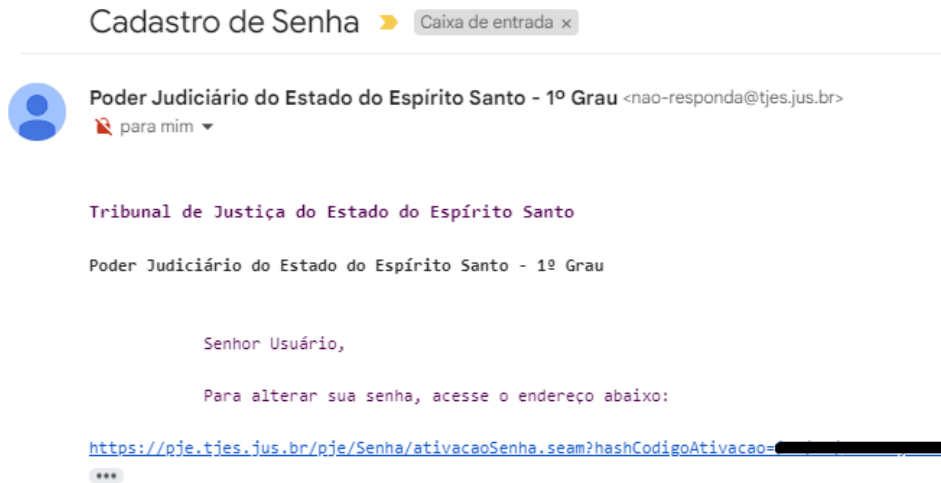 Cadastro de Senha Caixa de entrada ×
Poder Judiciário do Estado do Espírito Santo - 1º Grau <nao-responda@tjes.jus.br>
para mim
Tribunal de Justiça do Estado do Espírito Santo
Poder Judiciário do Estado do Espírito Santo - 1º Grau
Senhor Usuário,
Para alterar sua senha, acesse o endereço abaixo:
https://pje.tjes.jus.br/pje/Senha/ativacaoSenha.seam?hashCodigoAtivacao=